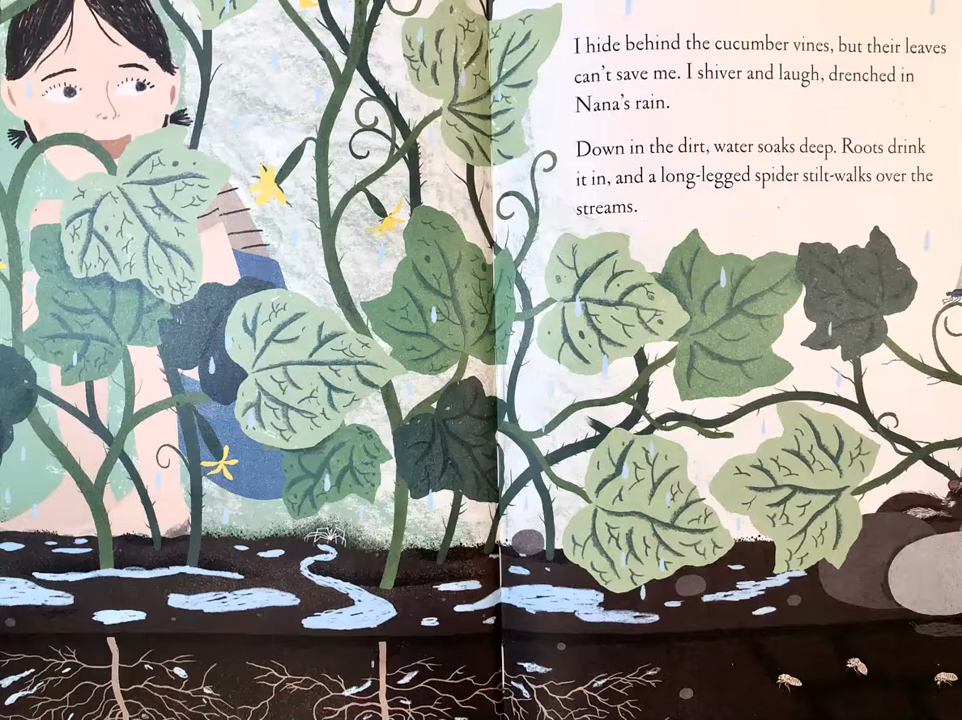 I hide behind the cucumber vines, but their leaves
can't save me. I shiver and laugh, drenched in
Nana's rain.
Down in the dirt, water soaks deep. Roots drink
it in, and a long-legged spider stilt-walks over the
streams.